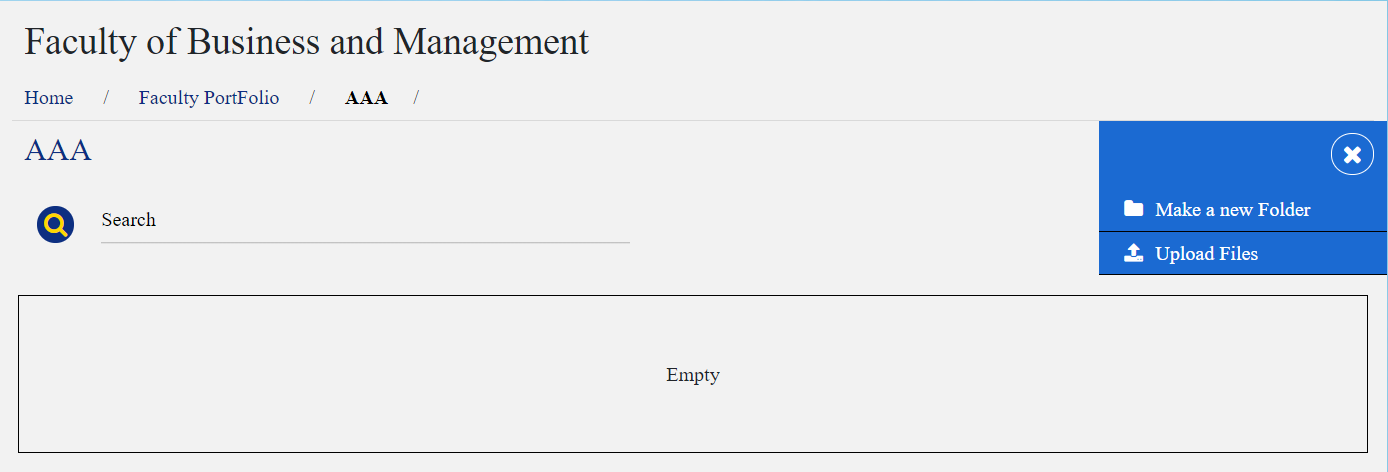 Faculty of Business and Management
Home / Faculty PortFolio / AAA /
AAA
Search
Make a new Folder
Upload Files
Empty